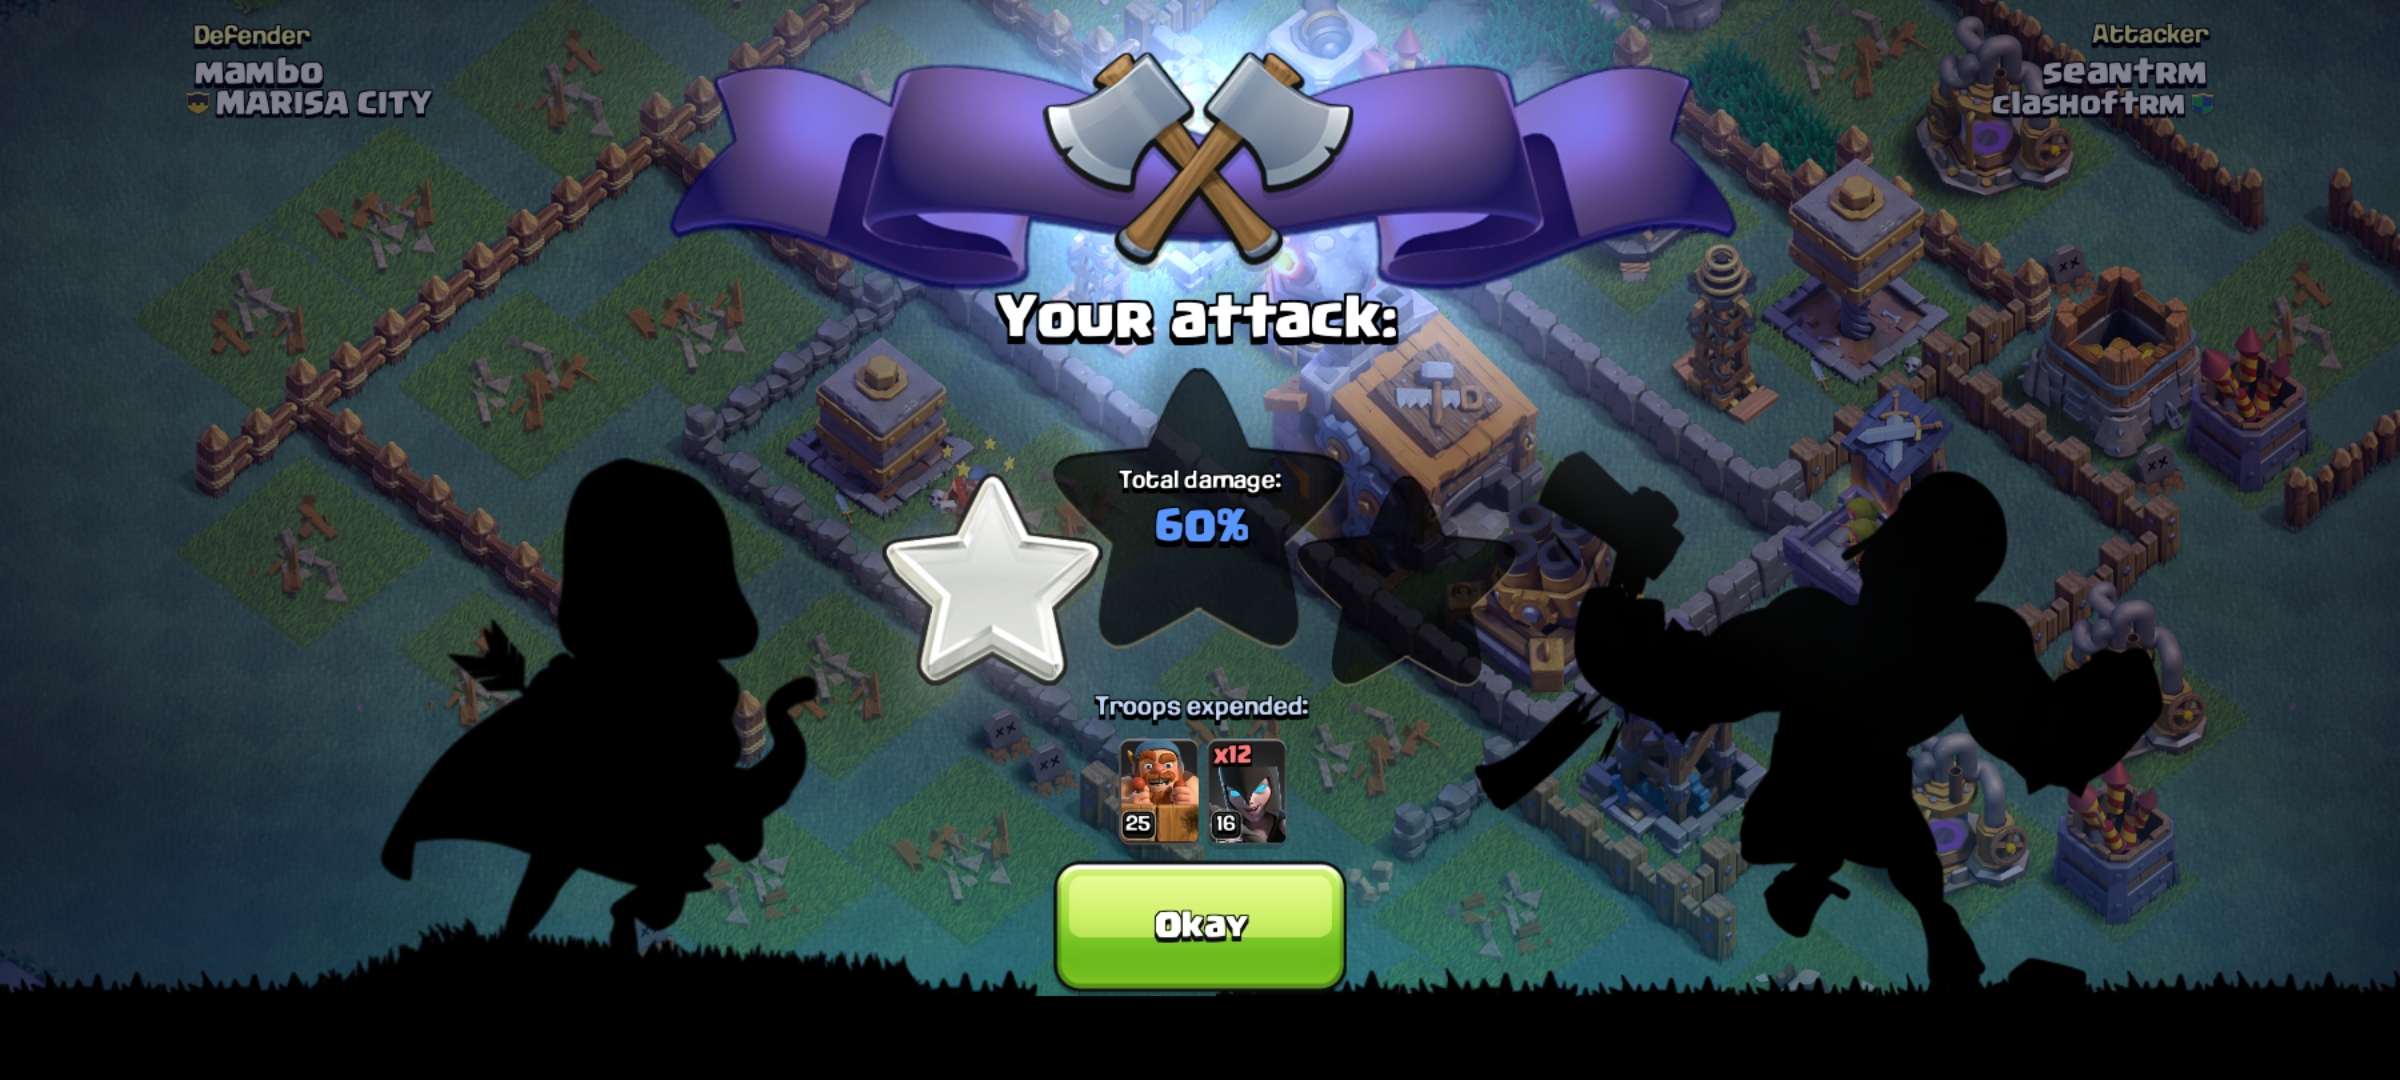 Defender
mambo
MARISA CITY
Attacker
seantRM
clashoftRM
Your attack:
Total damage:
60%
Troops expended:
x12
25
16
Okay